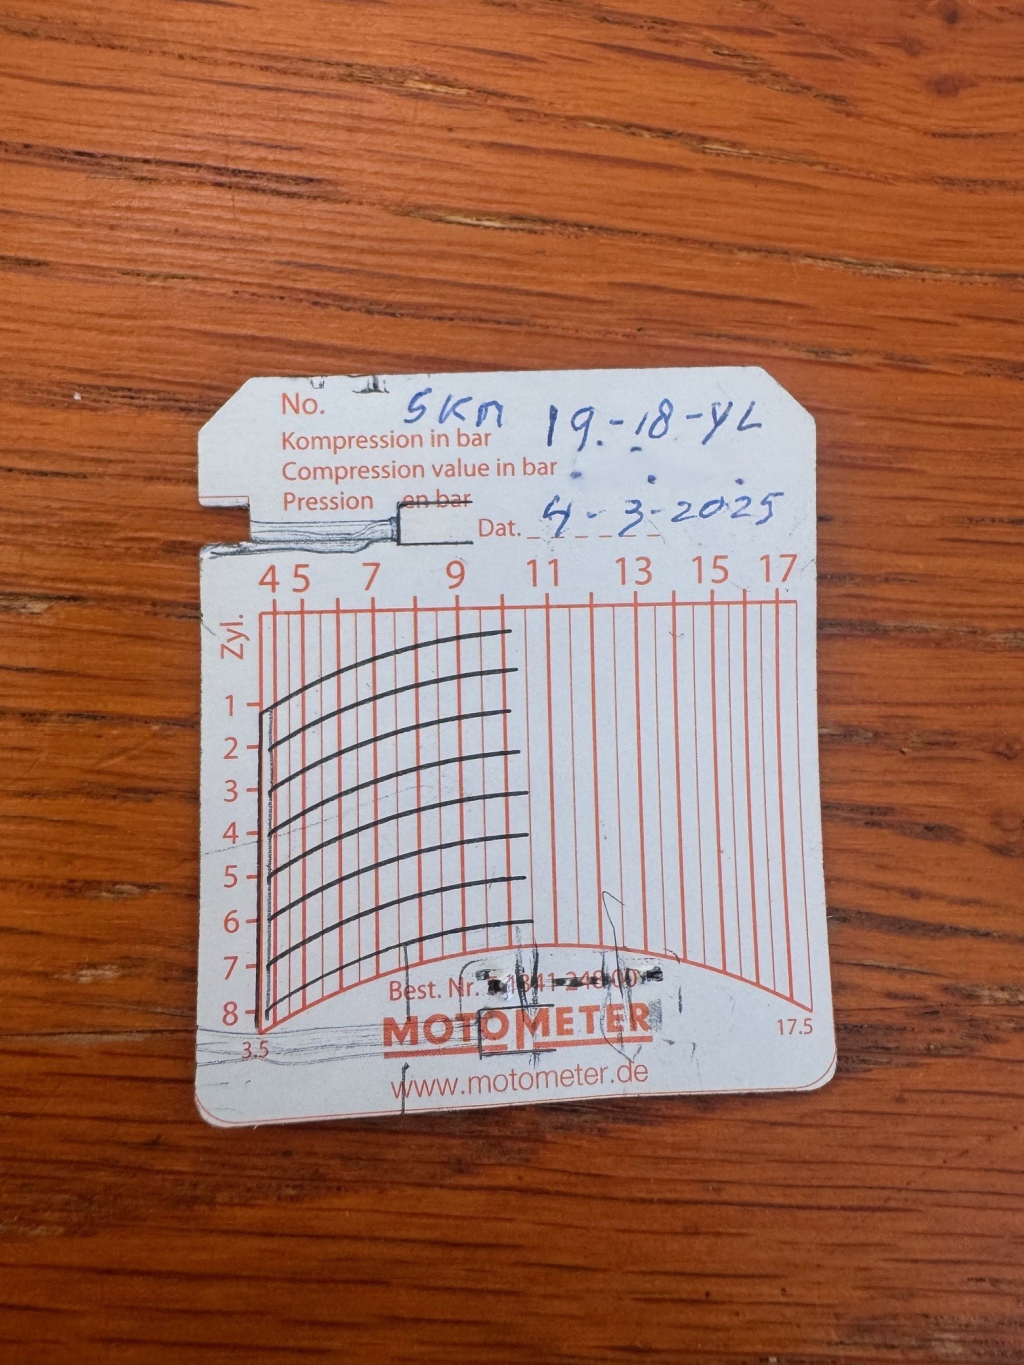 No. 5KM 19.-18-YL
Kompression in bar
Compression value in bar
Pression en bar
Dat. 4-3-2025
4 5 7 9 11 13 15 17
Zyl.
1
2
3
4
5
6
7
8
3.5
17.5
Best. Nr.
MOTOMETER
www.motometer.de